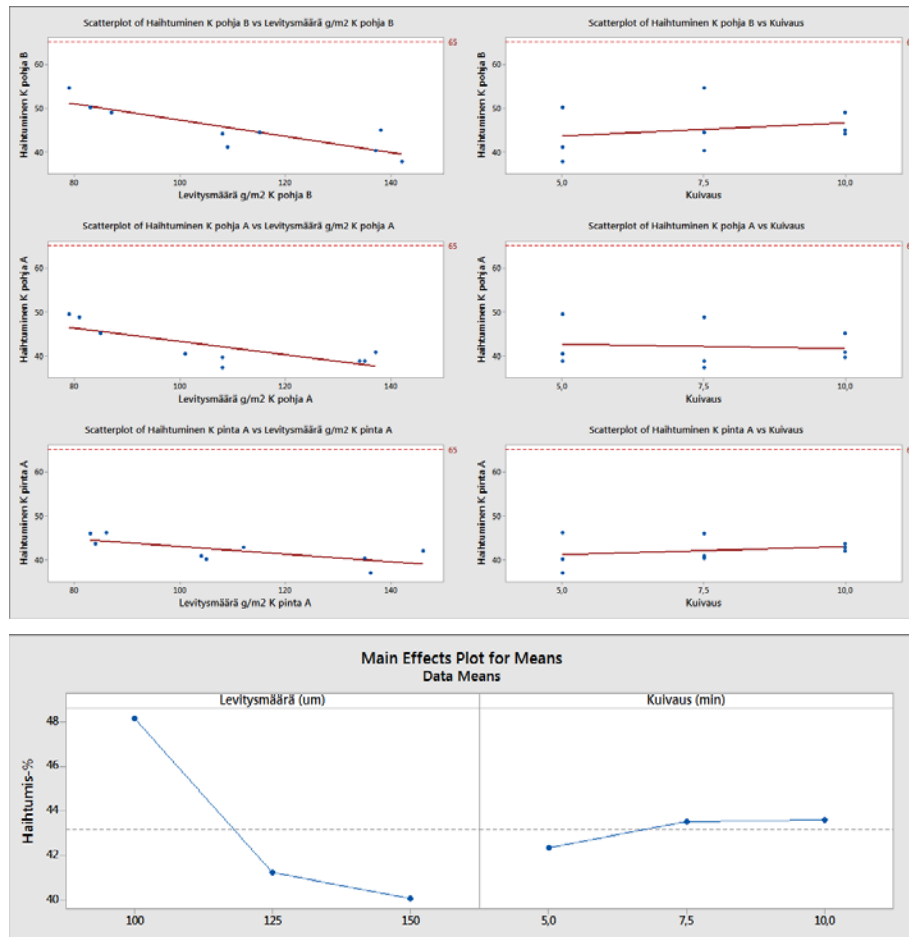 Scatterplot of Haihtuminen K pohja B vs Levitysmäärä g/m2 K pohja B
Haihtuminen K pohja B
65
60
50
40
80
100
120
140
Levitysmäärä g/m2 K pohja B
Scatterplot of Haihtuminen K pohja B vs Kuivaus
Haihtuminen K pohja B
60
50
40
5,0
7,5
10,0
Kuivaus
Scatterplot of Haihtuminen K pohja A vs Levitysmäärä g/m2 K pohja A
Haihtuminen K pohja A
65
60
50
40
80
100
120
140
Levitysmäärä g/m2 K pohja A
Scatterplot of Haihtuminen K pohja A vs Kuivaus
Haihtuminen K pohja A
60
50
40
5,0
7,5
10,0
Kuivaus
Scatterplot of Haihtuminen K pinta A vs Levitysmäärä g/m2 K pinta A
Haihtuminen K pinta A
65
60
50
40
80
100
120
140
Levitysmäärä g/m2 K pinta A
Scatterplot of Haihtuminen K pinta A vs Kuivaus
Haihtuminen K pinta A
60
50
40
5,0
7,5
10,0
Kuivaus
Main Effects Plot for Means
Data Means
Levitysmäärä (um)
Kuivaus (min)
Haihtumis-%
48
46
44
42
40
100
125
150
5,0
7,5
10,0